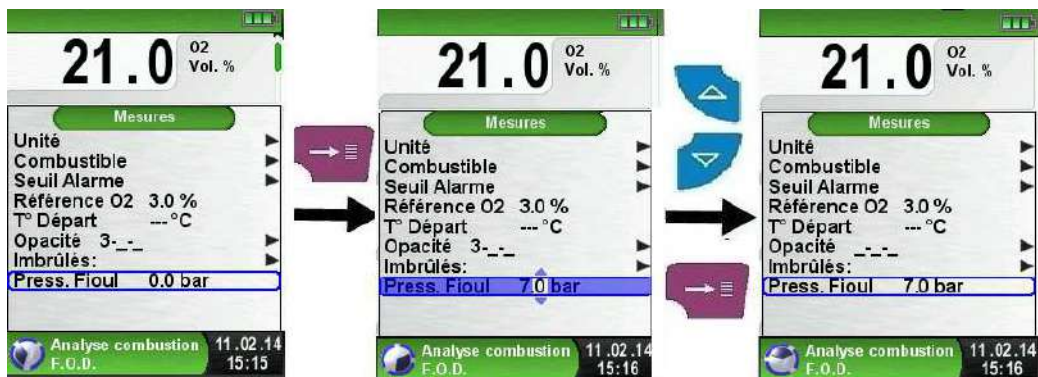 21.0 O2 Vol. %
Mesures
Unité
Combustible
Seuil Alarme
Référence O2 3.0 %
T° Départ --- °C
Opacité 3-_-_
Imbrûlés:
Press. Fioul 0.0 bar
Analyse combustion 11.02.14
F.O.D. 15:15
21.0 O2 Vol. %
Mesures
Unité
Combustible
Seuil Alarme
Référence O2 3.0 %
T° Départ --- °C
Opacité 3-_-_
Imbrûlés:
Press. Fioul 7.0 bar
Analyse combustion 11.02.14
F.O.D. 15:16
21.0 O2 Vol. %
Mesures
Unité
Combustible
Seuil Alarme
Référence O2 3.0 %
T° Départ --- °C
Opacité _-_-_
Imbrûlés:
Press. Fioul 7.0 bar
Analyse combustion 11.02.14
F.O.D. 15:16